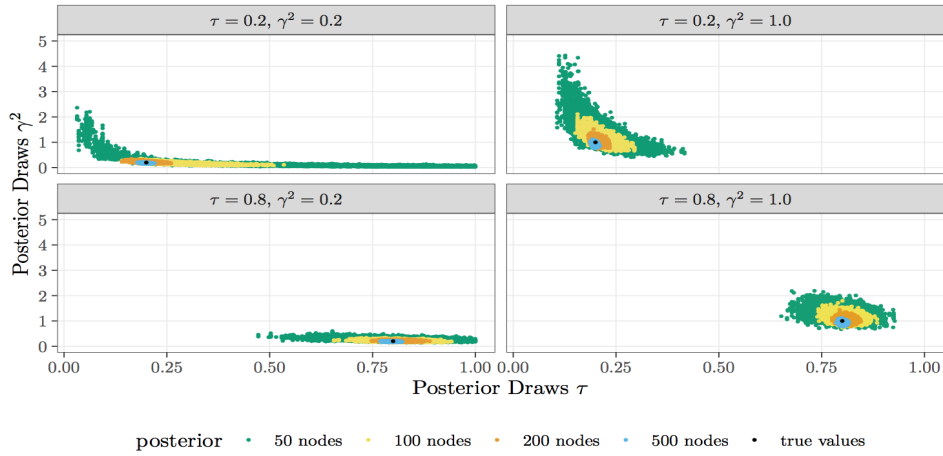 τ = 0.2, γ² = 0.2
τ = 0.2, γ² = 1.0
5
4
3
2
1
0
τ = 0.8, γ² = 0.2
τ = 0.8, γ² = 1.0
5
4
3
2
1
0
Posterior Draws γ²
0.00 0.25 0.50 0.75 1.00 0.00 0.25 0.50 0.75 1.00
Posterior Draws τ
posterior 50 nodes 100 nodes 200 nodes 500 nodes true values